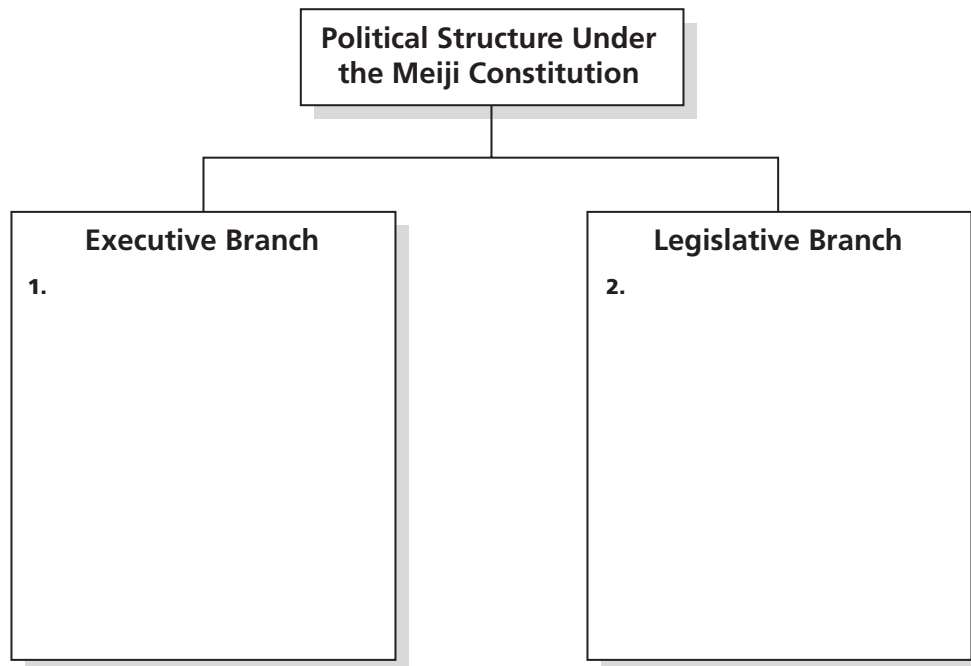 Political Structure Under
the Meiji Constitution
Executive Branch
1.
Legislative Branch
2.